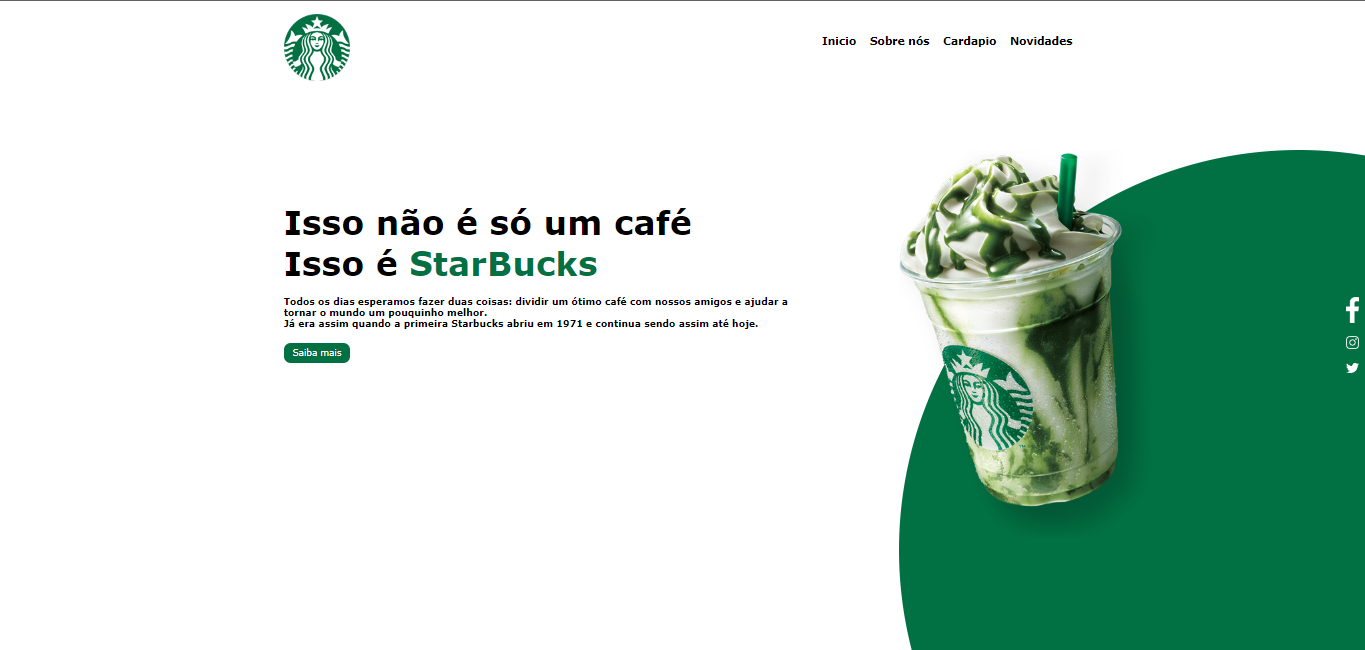 Inicio Sobre nós Cardapio Novidades
Isso não é só um café
Isso é StarBucks
Todos os dias esperamos fazer duas coisas: dividir um ótimo café com nossos amigos e ajudar a
tornar o mundo um pouquinho melhor.
Já era assim quando a primeira Starbucks abriu em 1971 e continua sendo assim até hoje.
Saiba mais